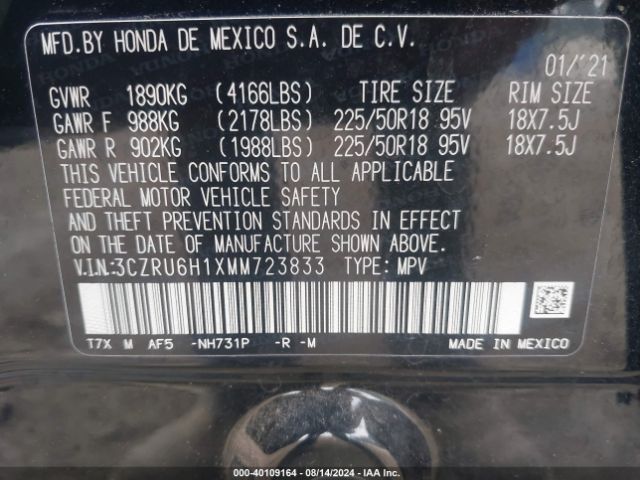 MFD.BY HONDA DE MEXICO S.A. DE C.V.
01/'21
GVWR 1890KG (4166LBS) TIRE SIZE RIM SIZE
GAWR F 988KG (2178LBS) 225/50R18 95V 18X7.5J
GAWR R 902KG (1988LBS) 225/50R18 95V 18X7.5J
THIS VEHICLE CONFORMS TO ALL APPLICABLE
FEDERAL MOTOR VEHICLE SAFETY
AND THEFT PREVENTION STANDARDS IN EFFECT
ON THE DATE OF MANUFACTURE SHOWN ABOVE.
V.I.N.:3CZRU6H1XMM723833 TYPE: MPV
T7X M AF5 -NH731P -R -M MADE IN MEXICO
000-40109164 - 08/14/2024 - IAA Inc.